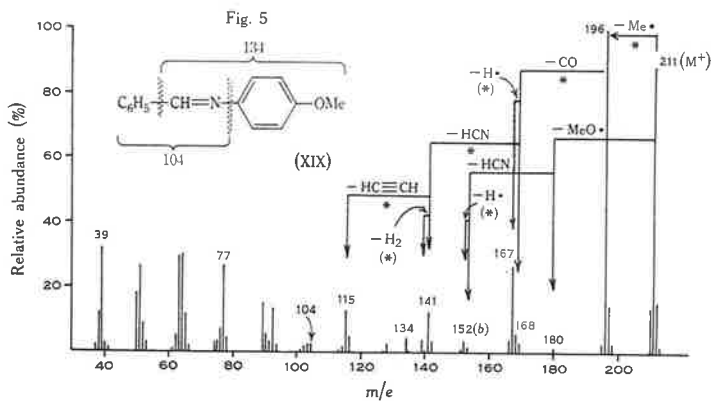 Fig. 5
134
C₆H₅
CH=N
OMe
104
(XIX)
196
−Me•
*
211(M⁺)
−H•
(*)
−CO
*
−HCN
*
−MeO•
−HCN
−HC≡CH
*
−H₂
(*)
−H•
(*)
39
77
104
115
134
141
152(b)
167
168
180
Relative abundance (%)
100
80
60
40
20
40
60
80
100
120
140
160
180
200
m/e